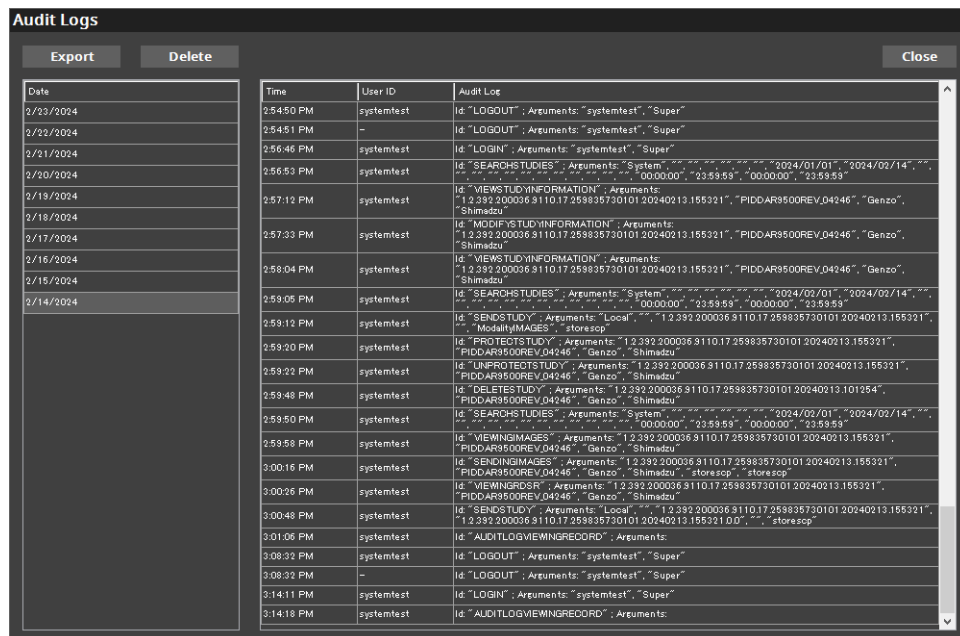 Audit Logs
Export Delete Close
Date
2/23/2024
2/22/2024
2/21/2024
2/20/2024
2/19/2024
2/18/2024
2/17/2024
2/16/2024
2/15/2024
2/14/2024
Time User ID Audit Log
2:54:50 PM systemtest Id: "LOGOUT" ; Arguments: "systemtest", "Super"
2:54:51 PM - Id: "LOGOUT" ; Arguments: "systemtest", "Super"
2:56:46 PM systemtest Id: "LOGIN" ; Arguments: "systemtest", "Super"
2:56:53 PM systemtest Id: "SEARCHSTUDIES" ; Arguments: "System", "", "", "", "", "", "", "2024/01/01", "2024/02/14", "",
"", "", "", "", "", "", "", "", "", "", "00:00:00", "23:59:59", "00:00:00", "23:59:59"
2:57:12 PM systemtest Id: "VIEWSTUDYINFORMATION" ; Arguments:
"1.2.392.200036.9110.17.259835730101.20240213.155321", "PIDDAR9500REV_04246", "Genzo",
"Shimadzu"
2:57:33 PM systemtest Id: "MODIFYSTUDYINFORMATION" ; Arguments:
"1.2.392.200036.9110.17.259835730101.20240213.155321", "PIDDAR9500REV_04246", "Genzo",
"Shimadzu"
2:58:04 PM systemtest Id: "VIEWSTUDYINFORMATION" ; Arguments:
"1.2.392.200036.9110.17.259835730101.20240213.155321", "PIDDAR9500REV_04246", "Genzo",
"Shimadzu"
2:59:05 PM systemtest Id: "SEARCHSTUDIES" ; Arguments: "System", "", "", "", "", "", "", "2024/02/01", "2024/02/14", "",
"", "", "", "", "", "", "", "", "", "", "00:00:00", "23:59:59", "00:00:00", "23:59:59"
2:59:12 PM systemtest Id: "SENDSTUDY" ; Arguments: "Local", "", "1.2.392.200036.9110.17.259835730101.20240213.155321",
"", "ModalityIMAGES", "storescp"
2:59:20 PM systemtest Id: "PROTECTSTUDY" ; Arguments: "1.2.392.200036.9110.17.259835730101.20240213.155321",
"PIDDAR9500REV_04246", "Genzo", "Shimadzu"
2:59:22 PM systemtest Id: "UNPROTECTSTUDY" ; Arguments: "1.2.392.200036.9110.17.259835730101.20240213.155321",
"PIDDAR9500REV_04246", "Genzo", "Shimadzu"
2:59:48 PM systemtest Id: "DELETESTUDY" ; Arguments: "1.2.392.200036.9110.17.259835730101.20240213.101254",
"PIDDAR9500REV_04246", "Genzo", "Shimadzu"
2:59:50 PM systemtest Id: "SEARCHSTUDIES" ; Arguments: "System", "", "", "", "", "", "", "2024/02/01", "2024/02/14", "",
"", "", "", "", "", "", "", "", "", "", "00:00:00", "23:59:59", "00:00:00", "23:59:59"
2:59:58 PM systemtest Id: "VIEWINGIMAGES" ; Arguments: "1.2.392.200036.9110.17.259835730101.20240213.155321",
"PIDDAR9500REV_04246", "Genzo", "Shimadzu"
3:00:16 PM systemtest Id: "SENDINGIMAGES" ; Arguments: "1.2.392.200036.9110.17.259835730101.20240213.155321",
"PIDDAR9500REV_04246", "Genzo", "Shimadzu", "storescp", "storescp"
3:00:26 PM systemtest Id: "VIEWINGRDSR" ; Arguments: "1.2.392.200036.9110.17.259835730101.20240213.155321",
"PIDDAR9500REV_04246", "Genzo", "Shimadzu"
3:00:48 PM systemtest Id: "SENDSTUDY" ; Arguments: "Local", "", "1.2.392.200036.9110.17.259835730101.20240213.155321",
"1.2.392.200036.9110.17.259835730101.20240213.155321.0.0", "", "storescp"
3:01:06 PM systemtest Id: "AUDITLOGVIEWINGRECORD" ; Arguments:
3:08:32 PM systemtest Id: "LOGOUT" ; Arguments: "systemtest", "Super"
3:08:32 PM - Id: "LOGOUT" ; Arguments: "systemtest", "Super"
3:14:11 PM systemtest Id: "LOGIN" ; Arguments: "systemtest", "Super"
3:14:18 PM systemtest Id: "AUDITLOGVIEWINGRECORD" ; Arguments: